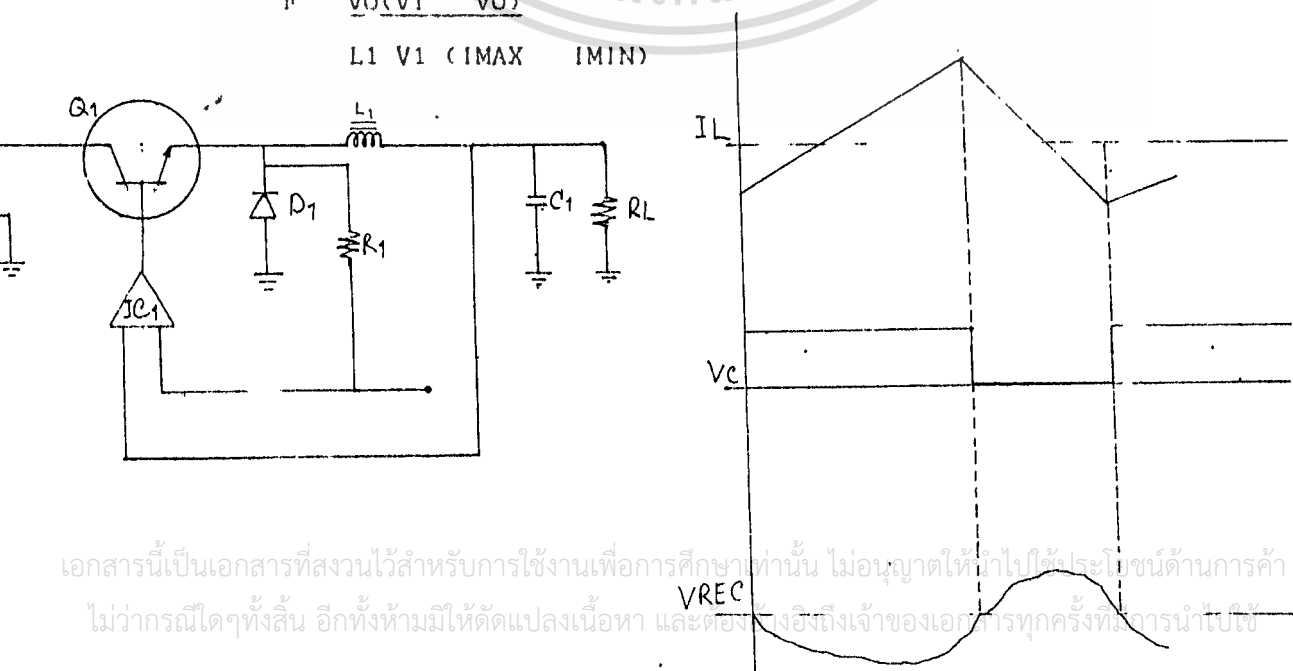 VO(V1 VO)
L1 V1 (IMAX IMIN)
Q1
L1
D1
R1
C1
RL
IC1
IL
VC
VREC
เอกสารนี้เป็นเอกสารที่สงวนไว้สำหรับการใช้งานเพื่อการศึกษาเท่านั้น ไม่อนุญาตให้นำไปใช้ประโยชน์ด้านการค้า
ไม่ว่ากรณีใดๆทั้งสิ้น อีกทั้งห้ามมิให้ดัดแปลงเนื้อหา และต้องอ้างอิงถึงเจ้าของเอกสารทุกครั้งที่มีการนำไปใช้